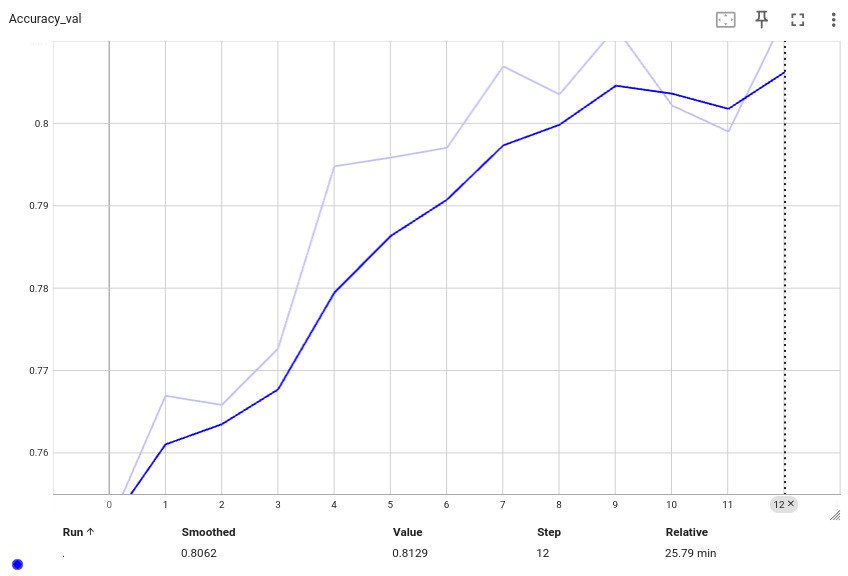 Accuracy_val
0.8
0.79
0.78
0.77
0.76
0 1 2 3 4 5 6 7 8 9 10 11 12 ×
Run ↑ Smoothed Value Step Relative
. 0.8062 0.8129 12 25.79 min